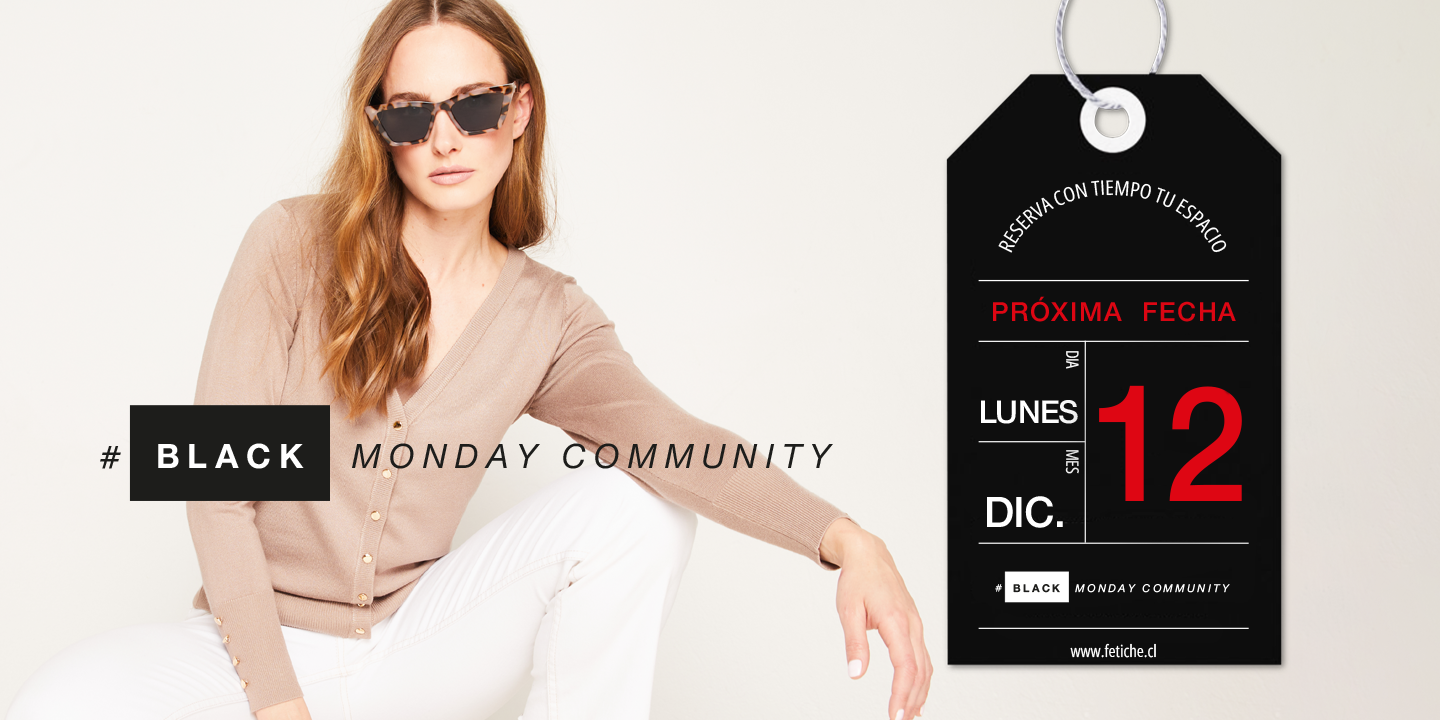 # BLACK MONDAY COMMUNITY
RESERVA CON TIEMPO TU ESPACIO
PRÓXIMA FECHA
DIA
LUNES
12
MES
DIC.
# BLACK MONDAY COMMUNITY
www.fetiche.cl